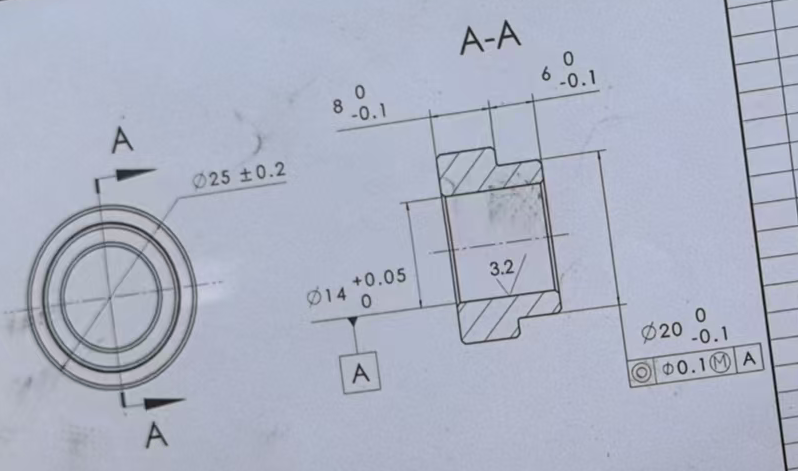 A-A
8 0 -0.1
6 0 -0.1
A
Ø25 ±0.2
3.2
Ø14 +0.05 0
A
Ø20 0 -0.1
◎ Φ0.1Ⓜ A
A